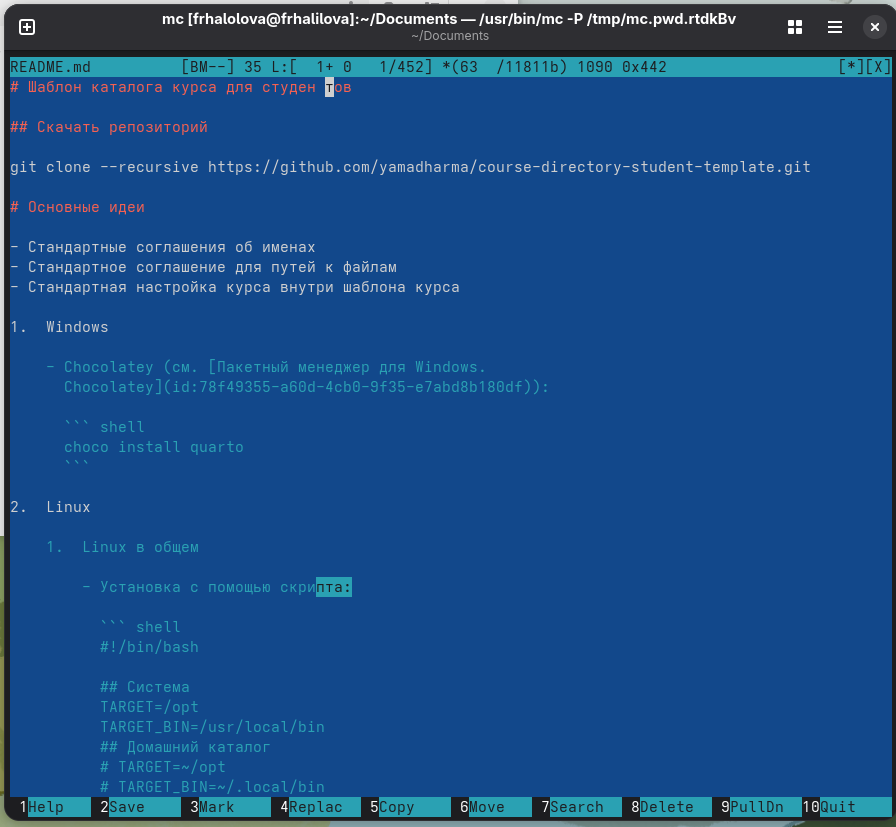 mc [frhalolova@frhalilova]:~/Documents — /usr/bin/mc -P /tmp/mc.pwd.rtdkBv
~/Documents
README.md [BM--] 35 L:[ 1+ 0 1/452] *(63 /11811b) 1090 0x442 [*][X]
# Шаблон каталога курса для студен тов
## Скачать репозиторий
git clone --recursive https://github.com/yamadharma/course-directory-student-template.git
# Основные идеи
- Стандартные соглашения об именах
- Стандартное соглашение для путей к файлам
- Стандартная настройка курса внутри шаблона курса
1. Windows
- Chocolatey (см. [Пакетный менеджер для Windows.
Chocolatey](id:78f49355-a60d-4cb0-9f35-e7abd8b180df)):
``` shell
choco install quarto
```
2. Linux
1. Linux в общем
- Установка с помощью скрипта:
``` shell
#!/bin/bash
## Система
TARGET=/opt
TARGET_BIN=/usr/local/bin
## Домашний каталог
# TARGET=~/opt
# TARGET_BIN=~/.local/bin
1Help 2Save 3Mark 4Replac 5Copy 6Move 7Search 8Delete 9PullDn 10Quit